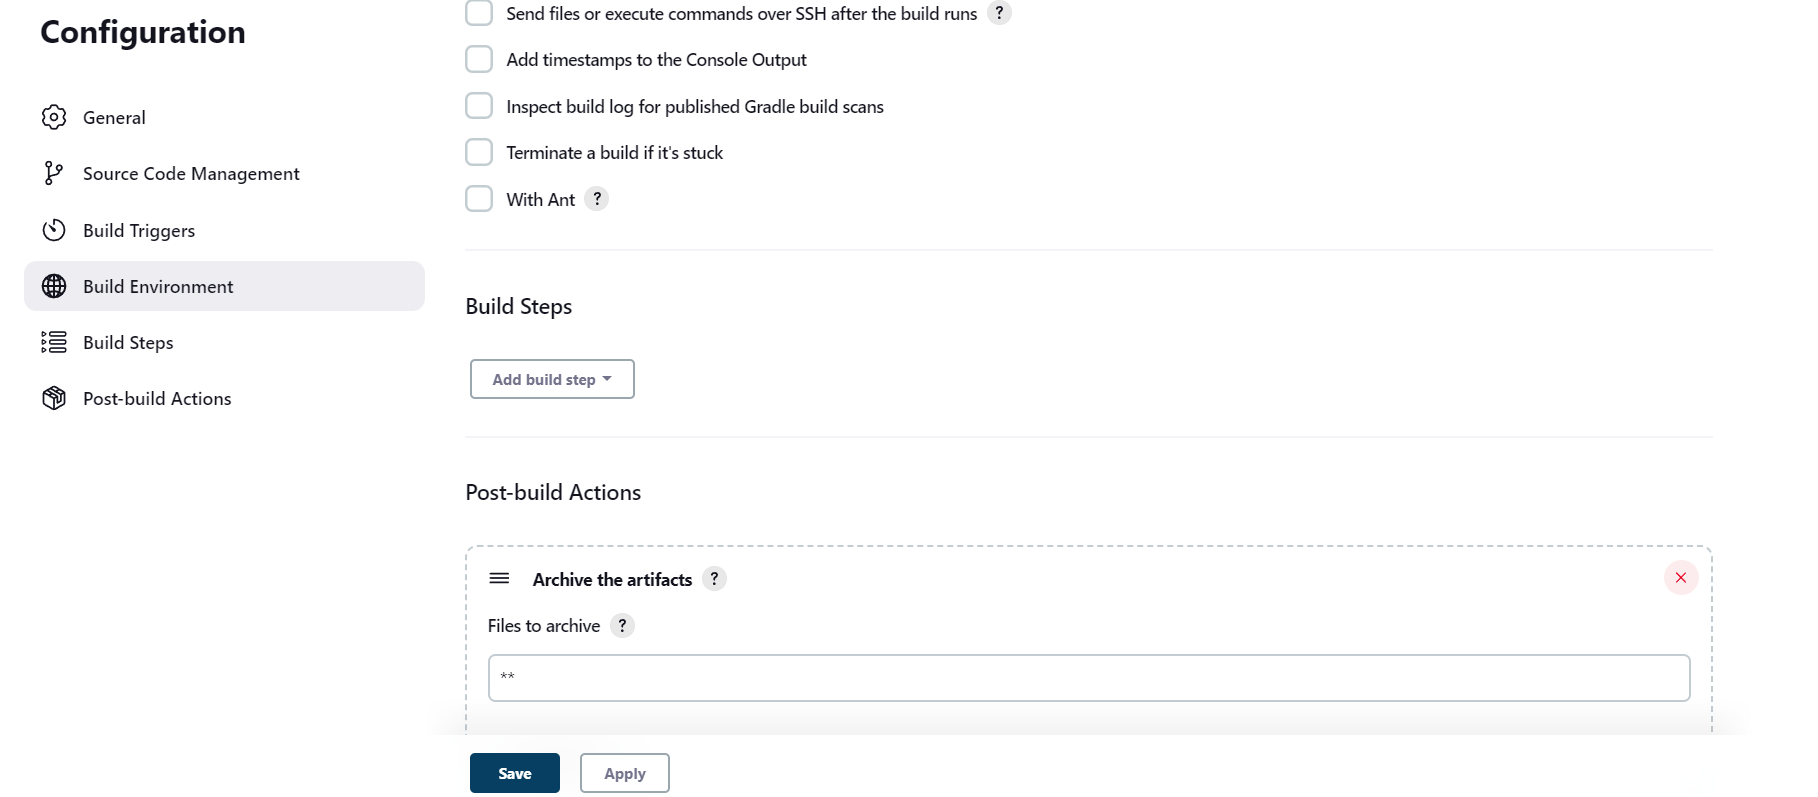 Configuration
General
Source Code Management
Build Triggers
Build Environment
Build Steps
Post-build Actions
Send files or execute commands over SSH after the build runs ?
Add timestamps to the Console Output
Inspect build log for published Gradle build scans
Terminate a build if it's stuck
With Ant ?
Build Steps
Add build step
Post-build Actions
Archive the artifacts ?
Files to archive ?
**
Save Apply